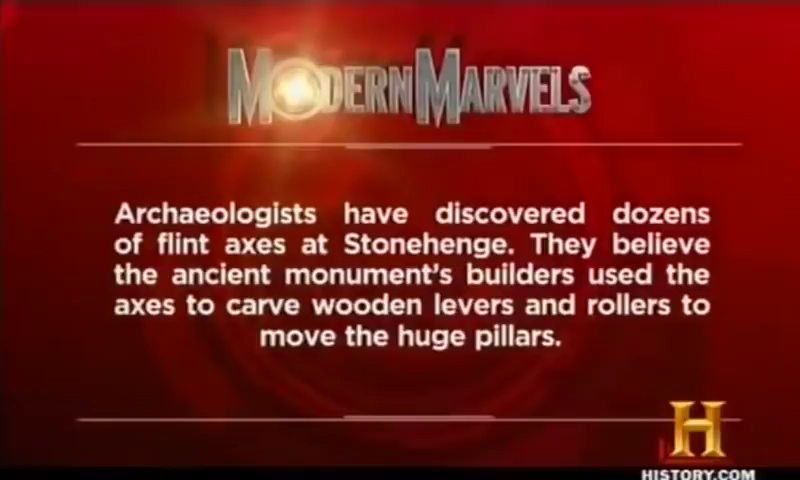 MODERN MARVELS
Archaeologists have discovered dozens
of flint axes at Stonehenge. They believe
the ancient monument's builders used the
axes to carve wooden levers and rollers to
move the huge pillars.
H
HISTORY.COM